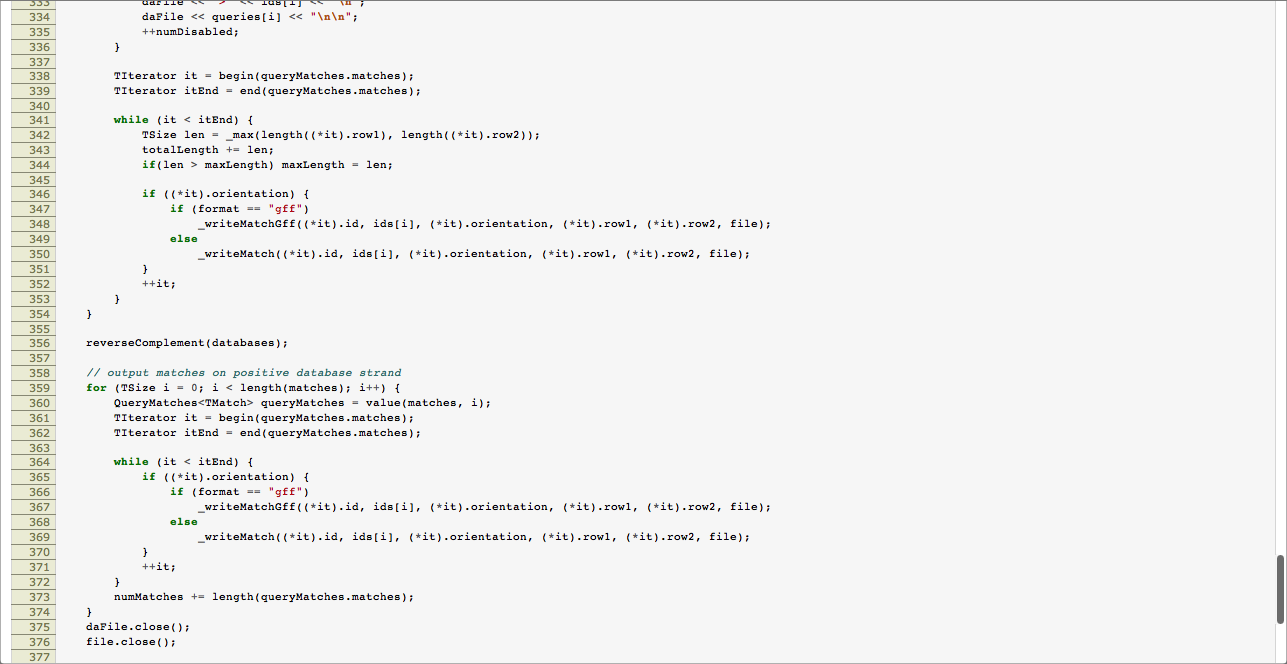 333 daFile << ">" << ids[i] << "\n";
334 daFile << queries[i] << "\n\n";
335 ++numDisabled;
336 }
337
338 TIterator it = begin(queryMatches.matches);
339 TIterator itEnd = end(queryMatches.matches);
340
341 while (it < itEnd) {
342 TSize len = _max(length((*it).row1), length((*it).row2));
343 totalLength += len;
344 if(len > maxLength) maxLength = len;
345
346 if ((*it).orientation) {
347 if (format == "gff")
348 _writeMatchGff((*it).id, ids[i], (*it).orientation, (*it).row1, (*it).row2, file);
349 else
350 _writeMatch((*it).id, ids[i], (*it).orientation, (*it).row1, (*it).row2, file);
351 }
352 ++it;
353 }
354 }
355
356 reverseComplement(databases);
357
358 // output matches on positive database strand
359 for (TSize i = 0; i < length(matches); i++) {
360 QueryMatches<TMatch> queryMatches = value(matches, i);
361 TIterator it = begin(queryMatches.matches);
362 TIterator itEnd = end(queryMatches.matches);
363
364 while (it < itEnd) {
365 if ((*it).orientation) {
366 if (format == "gff")
367 _writeMatchGff((*it).id, ids[i], (*it).orientation, (*it).row1, (*it).row2, file);
368 else
369 _writeMatch((*it).id, ids[i], (*it).orientation, (*it).row1, (*it).row2, file);
370 }
371 ++it;
372 }
373 numMatches += length(queryMatches.matches);
374 }
375 daFile.close();
376 file.close();
377